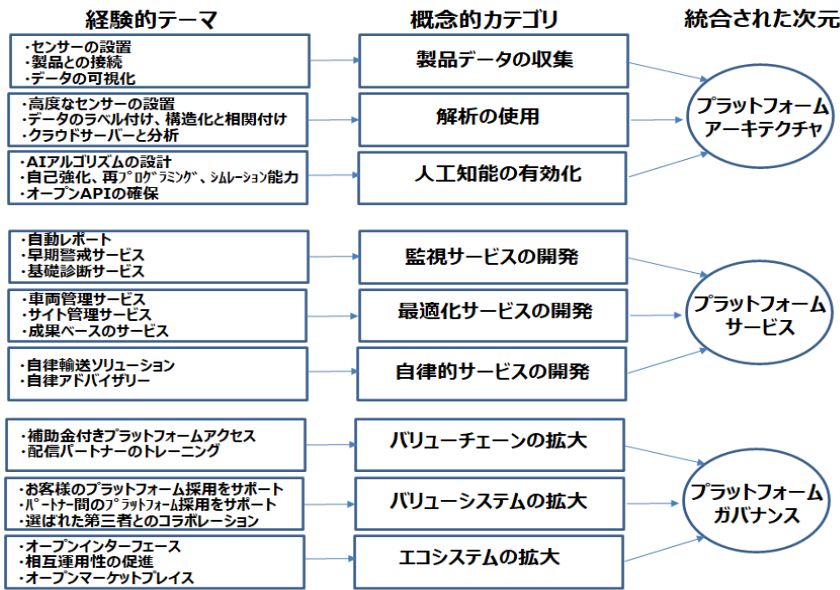 経験的テーマ
概念的カテゴリ
統合された次元
・センサーの設置
・製品との接続
・データの可視化
製品データの収集
・高度なセンサーの設置
・データのラベル付け、構造化と相関付け
・クラウドサーバーと分析
解析の使用
・AIアルゴリズムの設計
・自己強化、再ﾌﾟﾛｸﾞﾗﾐﾝｸﾞ、ｼﾑﾚｰｼｮﾝ能力
・オープンAPIの確保
人工知能の有効化
プラットフォーム
アーキテクチャ
・自動レポート
・早期警戒サービス
・基礎診断サービス
監視サービスの開発
・車両管理サービス
・サイト管理サービス
・成果ベースのサービス
最適化サービスの開発
・自律輸送ソリューション
・自律アドバイザリー
自律的サービスの開発
プラットフォーム
サービス
・補助金付きプラットフォームアクセス
・配信パートナーのトレーニング
バリューチェーンの拡大
・お客様のプラットフォーム採用をサポート
・ﾊﾟｰﾄﾅｰ間のﾌﾟﾗｯﾄﾌｫｰﾑ採用をサポート
・選ばれた第三者とのコラボレーション
バリューシステムの拡大
・オープンインターフェース
・相互運用性の促進
・オープンマーケットプレイス
エコシステムの拡大
プラットフォーム
ガバナンス